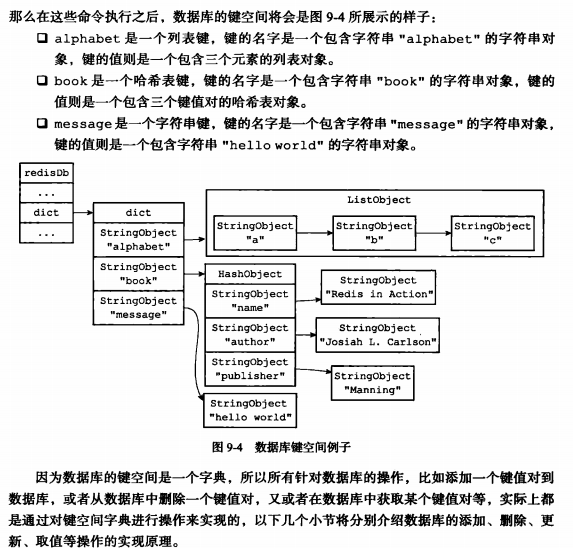 那么在这些命令执行之后，数据库的键空间将会是图 9-4 所展示的样子：
❑ alphabet 是一个列表键，键的名字是一个包含字符串 "alphabet" 的字符串对
象，键的值则是一个包含三个元素的列表对象。
❑ book 是一个哈希表键，键的名字是一个包含字符串 "book" 的字符串对象，键的
值则是一个包含三个键值对的哈希表对象。
❑ message 是一个字符串键，键的名字是一个包含字符串 "message" 的字符串对象，
键的值则是一个包含字符串 "hello world" 的字符串对象。
redisDb
...
dict
...
dict
StringObject
"alphabet"
StringObject
"book"
StringObject
"message"
ListObject
StringObject
"a"
StringObject
"b"
StringObject
"c"
HashObject
StringObject
"name"
StringObject
"author"
StringObject
"publisher"
StringObject
"Redis in Action"
StringObject
"Josiah L. Carlson"
StringObject
"Manning"
StringObject
"hello world"
图 9-4 数据库键空间例子
因为数据库的键空间是一个字典，所以所有针对数据库的操作，比如添加一个键值对到
数据库，或者从数据库中删除一个键值对，又或者在数据库中获取某个键值对等，实际上都
是通过对键空间字典进行操作来实现的，以下几个小节将分别介绍数据库的添加、删除、更
新、取值等操作的实现原理。